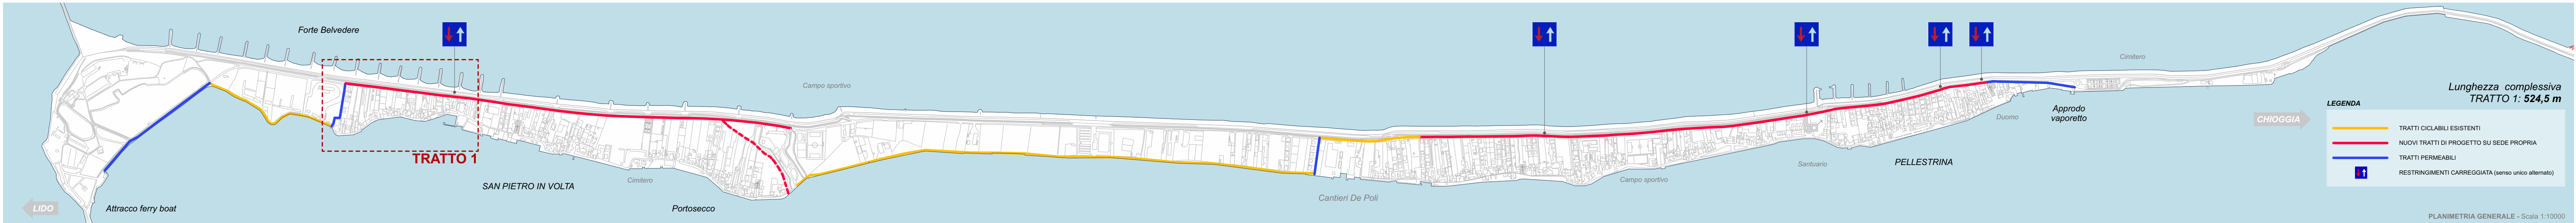 Forte Belvedere
Campo sportivo
Cimitero
Lunghezza complessiva
TRATTO 1: 524,5 m
LEGENDA
TRATTI CICLABILI ESISTENTI
NUOVI TRATTI DI PROGETTO SU SEDE PROPRIA
TRATTI PERMEABILI
RESTRINGIMENTI CARREGGIATA (senso unico alternato)
CHIOGGIA
Approdo
vaporetto
Duomo
TRATTO 1
Santuario
PELLESTRINA
SAN PIETRO IN VOLTA
Cimitero
Campo sportivo
Cantieri De Poli
LIDO
Attracco ferry boat
Portosecco
PLANIMETRIA GENERALE - Scala 1:10000